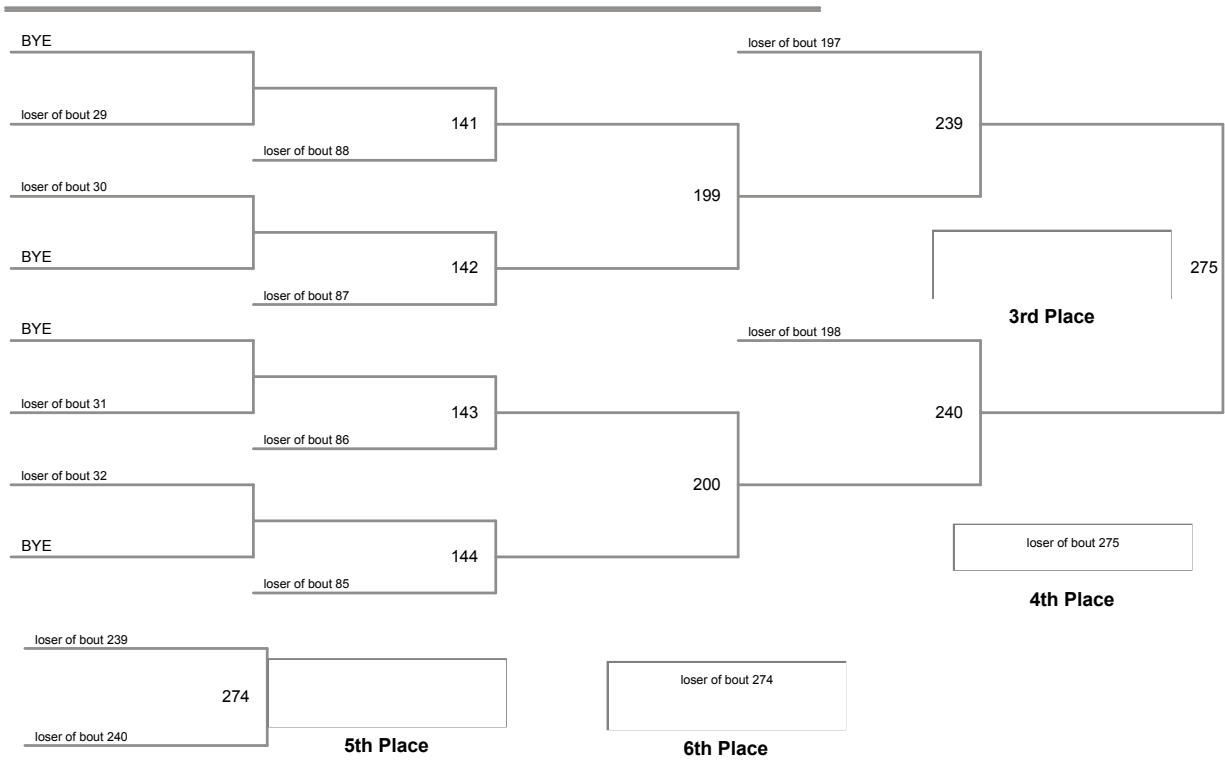 BYE
loser of bout 197
loser of bout 29
141
239
loser of bout 88
loser of bout 30
199
BYE
142
275
loser of bout 87
3rd Place
BYE
loser of bout 198
loser of bout 31
143
240
loser of bout 86
loser of bout 32
200
BYE
144
loser of bout 275
loser of bout 85
4th Place
loser of bout 239
274
loser of bout 274
loser of bout 240
5th Place
6th Place